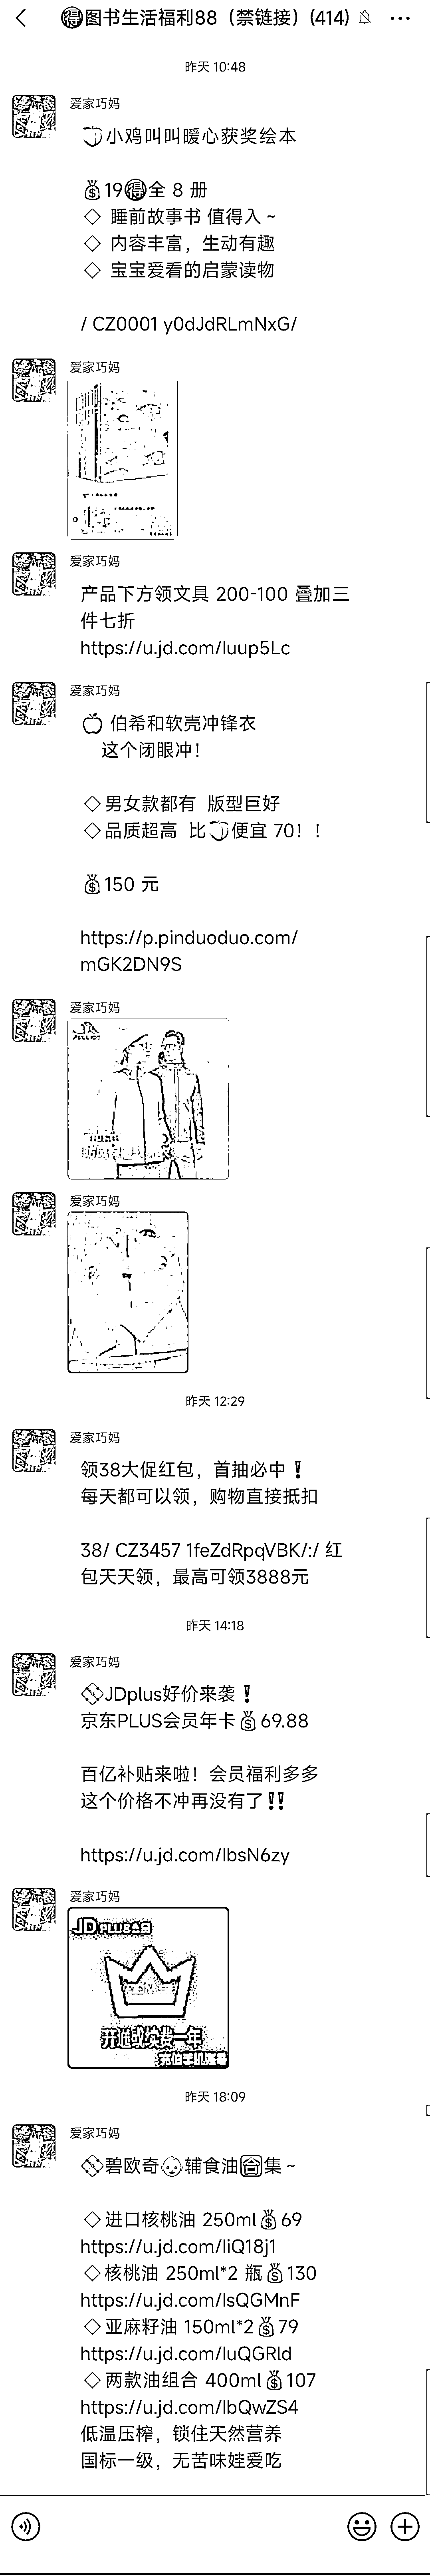 🉐图书生活福利88（禁链接）(414)
昨天 10:48
爱家巧妈
🍑小鸡叫叫暖心获奖绘本
💰19🉐全 8 册
◇ 睡前故事书 值得入 ~
◇ 内容丰富，生动有趣
◇ 宝宝爱看的启蒙读物
/ CZ0001 y0dJdRLmNxG/
爱家巧妈
爱家巧妈
产品下方领文具 200-100 叠加三
件七折
https://u.jd.com/luup5Lc
爱家巧妈
🍎 伯希和软壳冲锋衣
这个闭眼冲！
◇男女款都有 版型巨好
◇品质超高 比🍑便宜 70！！
💰150 元
https://p.pinduoduo.com/
mGK2DN9S
爱家巧妈
PELLIOT
爱家巧妈
昨天 12:29
爱家巧妈
领38大促红包，首抽必中❗
每天都可以领，购物直接抵扣
38/ CZ3457 1feZdRpqVBK/:/ 红
包天天领，最高可领3888元
昨天 14:18
爱家巧妈
💠JDplus好价来袭❗
京东PLUS会员年卡💰69.88
百亿补贴来啦！会员福利多多
这个价格不冲再没有了‼️
https://u.jd.com/lbsN6zy
爱家巧妈
JD PLUS会员
开通或续费一年
昨天 18:09
爱家巧妈
💠碧欧奇👶辅食油🈴集 ~
◇进口核桃油 250ml💰69
https://u.jd.com/liQ18j1
◇核桃油 250ml*2 瓶💰130
https://u.jd.com/lsQGMnF
◇亚麻籽油 150ml*2💰79
https://u.jd.com/luQGRld
◇两款油组合 400ml💰107
https://u.jd.com/lbQwZS4
低温压榨，锁住天然营养
国标一级，无苦味娃爱吃